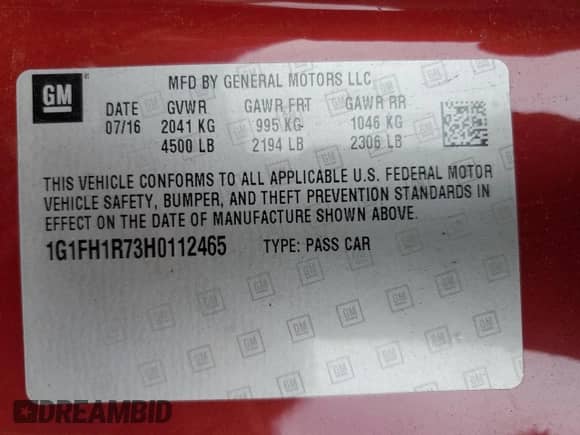 GM
MFD BY GENERAL MOTORS LLC
DATE GVWR GAWR FRT GAWR RR
07/16 2041 KG 995 KG 1046 KG
4500 LB 2194 LB 2306 LB
THIS VEHICLE CONFORMS TO ALL APPLICABLE U.S. FEDERAL MOTOR
VEHICLE SAFETY, BUMPER, AND THEFT PREVENTION STANDARDS IN
EFFECT ON THE DATE OF MANUFACTURE SHOWN ABOVE.
1G1FH1R73H0112465 TYPE: PASS CAR
DREAMBID